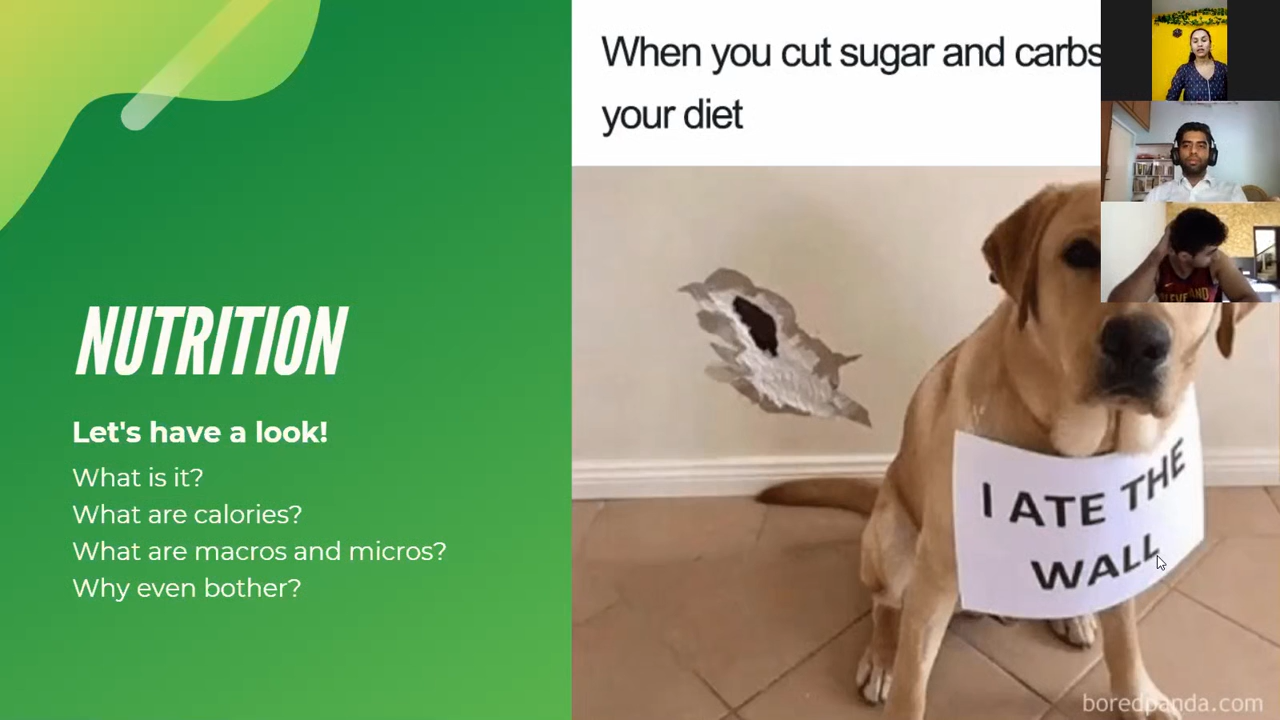 When you cut sugar and carbs
your diet
NUTRITION
Let's have a look!
What is it?
What are calories?
What are macros and micros?
Why even bother?
I ATE THE
WALL
boredpanda.com